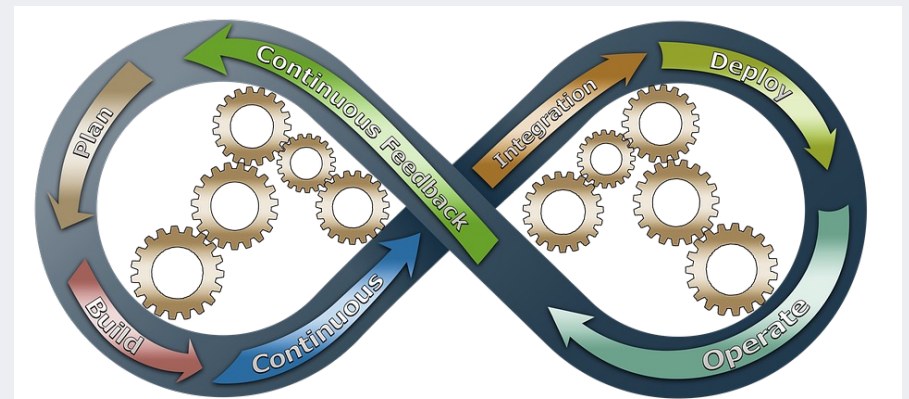 Plan
Build
Continuous
Integration
Deploy
Operate
Continuous Feedback